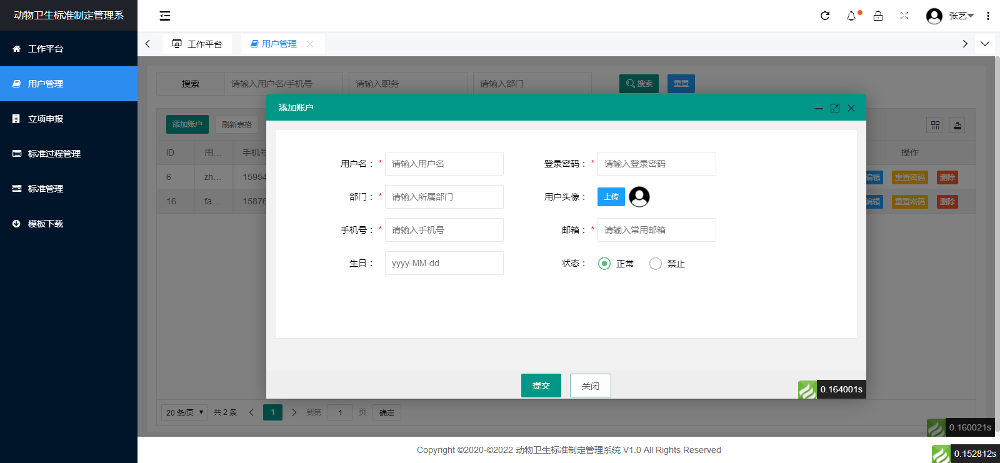 动物卫生标准制定管理系
张艺
工作平台
用户管理
立项申报
标准过程管理
标准管理
模板下载
工作平台
用户管理
搜索
请输入用户名/手机号
请输入职务
请输入部门
搜索
重置
添加账户
刷新表格
ID
用...
手机号
操作
6
zh...
15954
编辑
重置密码
删除
16
fa...
15876
编辑
重置密码
删除
添加账户
用户名： *
请输入用户名
登录密码： *
请输入登录密码
部门： *
请输入所属部门
用户头像：
上传
手机号： *
请输入手机号
邮箱： *
请输入常用邮箱
生日：
yyyy-MM-dd
状态：
正常
禁止
提交
关闭
0.164001s
20 条/页
共 2 条
1
到第
1
页
确定
0.160021s
Copyright ©2020-©2022 动物卫生标准制定管理系统 V1.0 All Rights Reserved
0.152812s